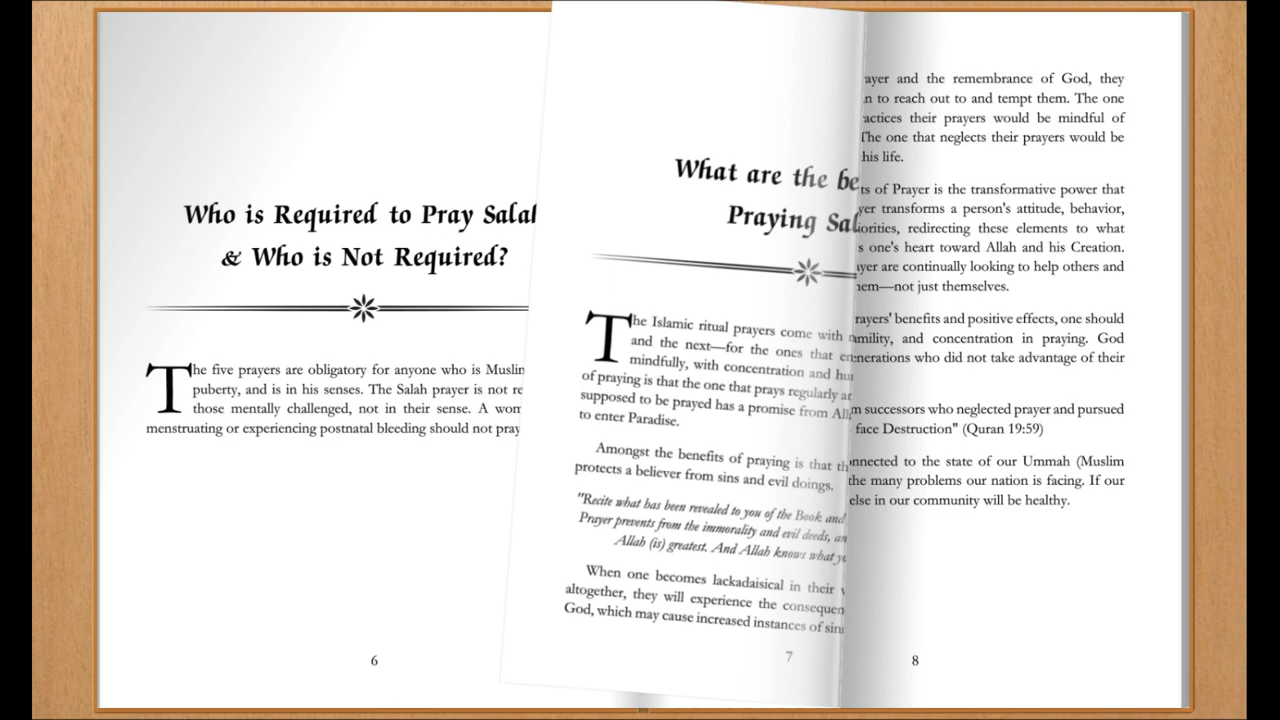 Who is Required to Pray Salah
& Who is Not Required?
The five prayers are obligatory for anyone who is Muslim
puberty, and is in his senses. The Salah prayer is not re
those mentally challenged, not in their sense. A wom
menstruating or experiencing postnatal bleeding should not pray
6
What are the be
Praying Sal
The Islamic ritual prayers come with
and the next—for the ones that
mindfully, with concentration and hu
of praying is that the one that prays regularly
supposed to be prayed has a promise from All
to enter Paradise.
Amongst the benefits of praying is that th
protects a believer from sins and evil doings.
"Recite what has been revealed to you of the Book and
Prayer prevents from the immorality and evil deeds, an
Allah (is) greatest. And Allah knows what y
When one becomes lackadaisical in their
altogether, they will experience the consequen
God, which may cause increased instances of sin
7
ayer and the remembrance of God, they
n to reach out to and tempt them. The one
actices their prayers would be mindful of
The one that neglects their prayers would be
his life.
ts of Prayer is the transformative power that
yer transforms a person's attitude, behavior,
iorities, redirecting these elements to what
s one's heart toward Allah and his Creation.
ayer are continually looking to help others and
hem—not just themselves.
rayers' benefits and positive effects, one should
mility, and concentration in praying. God
enerations who did not take advantage of their
m successors who neglected prayer and pursued
face Destruction" (Quran 19:59)
nnected to the state of our Ummah (Muslim
the many problems our nation is facing. If our
else in our community will be healthy.
8